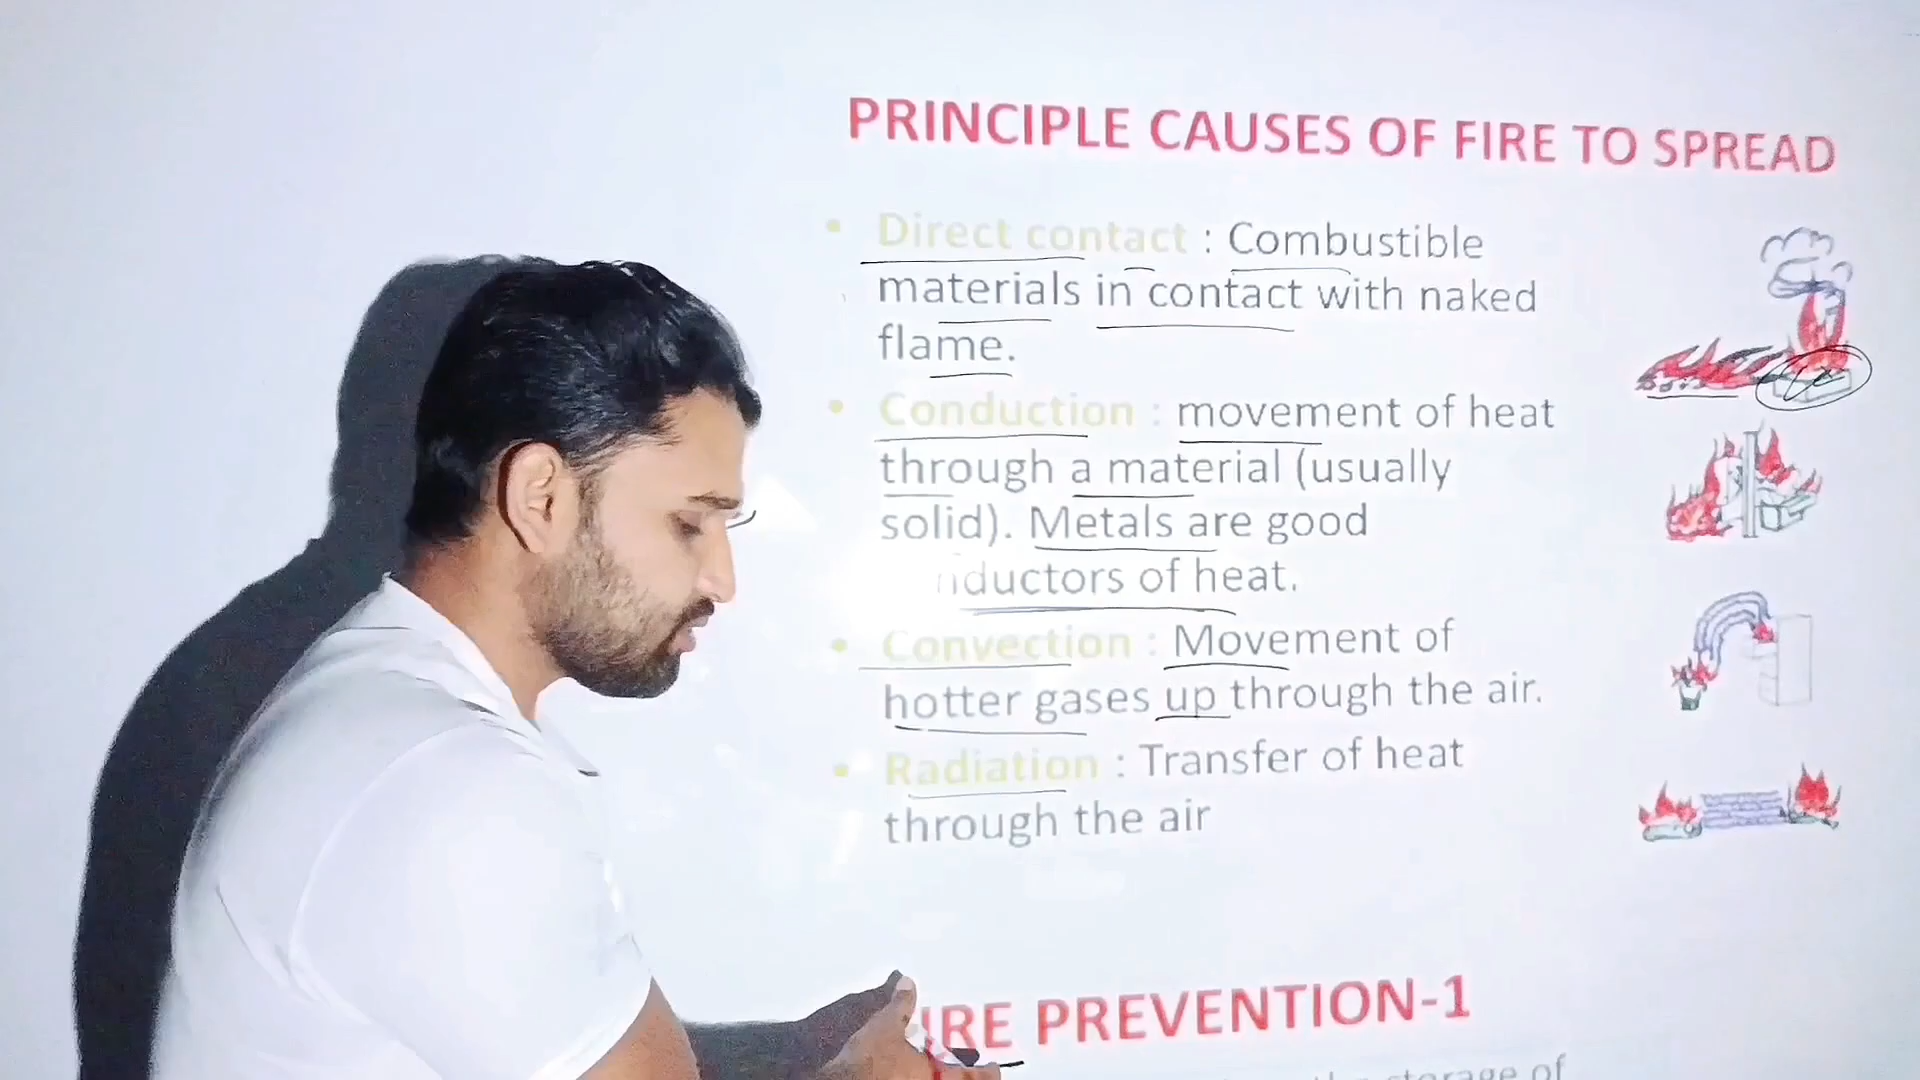 PRINCIPLE CAUSES OF FIRE TO SPREAD
• Direct contact : Combustible
materials in contact with naked
flame.
• Conduction : movement of heat
through a material (usually
solid). Metals are good
nductors of heat.
• Convection : Movement of
hotter gases up through the air.
• Radiation : Transfer of heat
through the air
IRE PREVENTION-1
storage of